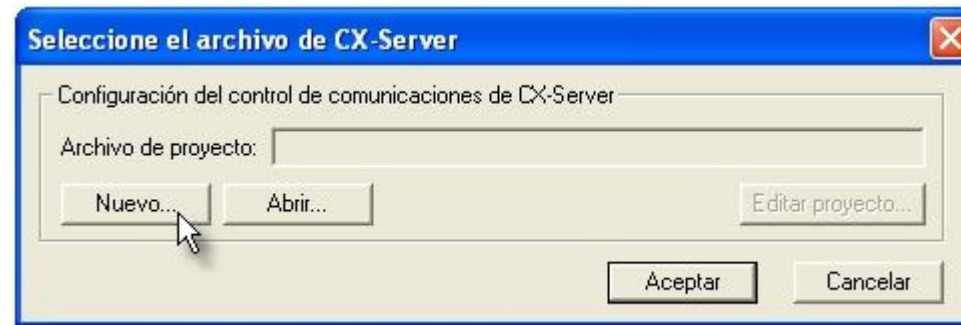 Seleccione el archivo de CX-Server
Configuración del control de comunicaciones de CX-Server
Archivo de proyecto:
Nuevo... Abrir... Editar proyecto...
Aceptar Cancelar